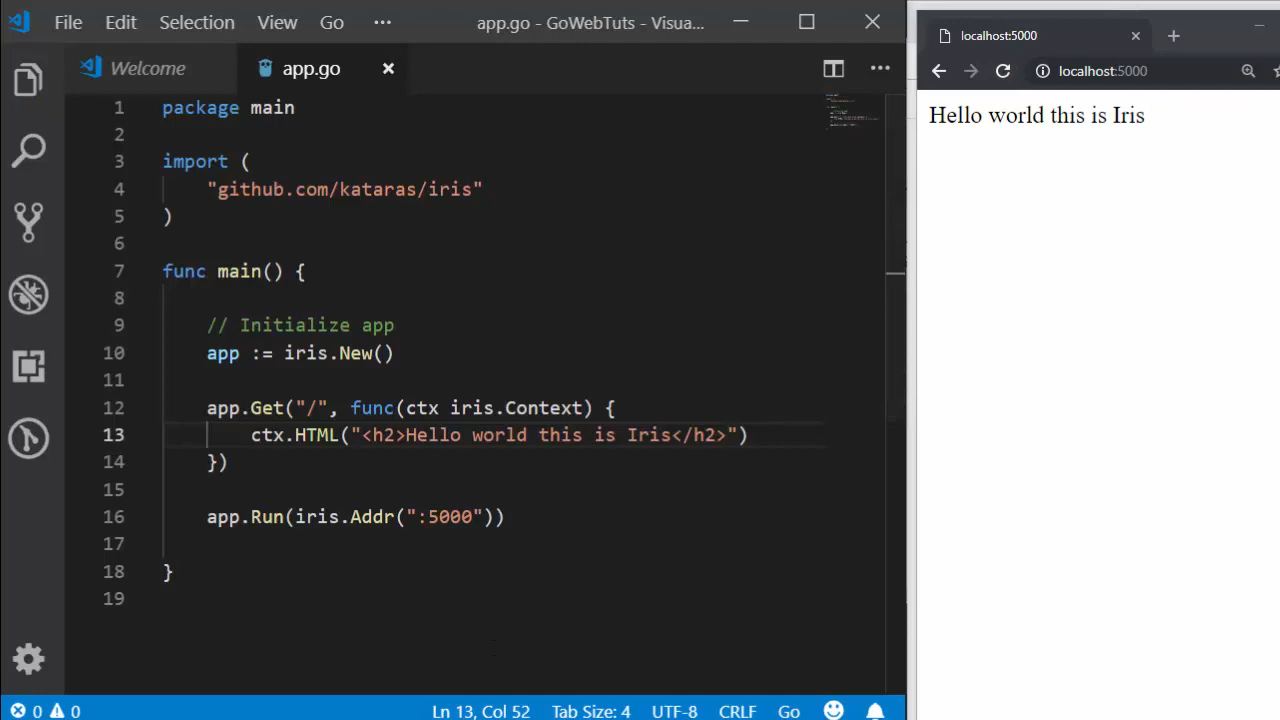 File Edit Selection View Go ••• app.go - GoWebTuts - Visua...
Welcome app.go
1 package main
2
3 import (
4 "github.com/kataras/iris"
5 )
6
7 func main() {
8
9 // Initialize app
10 app := iris.New()
11
12 app.Get("/", func(ctx iris.Context) {
13 ctx.HTML("<h2>Hello world this is Iris</h2>")
14 })
15
16 app.Run(iris.Addr(":5000"))
17
18 }
19
0 0 Ln 13, Col 52 Tab Size: 4 UTF-8 CRLF Go
localhost:5000
localhost:5000
Hello world this is Iris